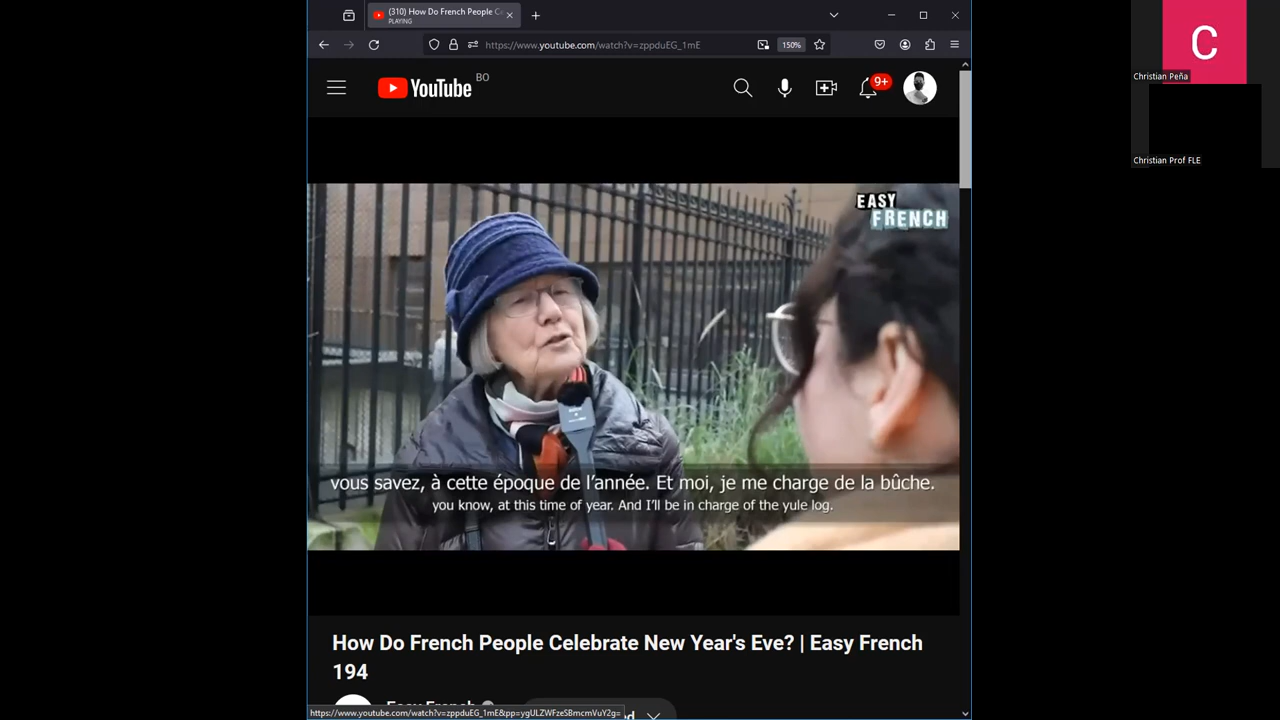 (310) How Do French People Ce
PLAYING
https://www.youtube.com/watch?v=zppduEG_1mE
150%
YouTube
BO
9+
C
Christian Peña
Christian Prof FLE
EASY
FRENCH
vous savez, à cette époque de l'année. Et moi, je me charge de la bûche.
you know, at this time of year. And I'll be in charge of the yule log.
How Do French People Celebrate New Year's Eve? | Easy French
194
Easy French
https://www.youtube.com/watch?v=zppduEG_1mE&pp=ygULZWFzeSBmcmVuY2g=